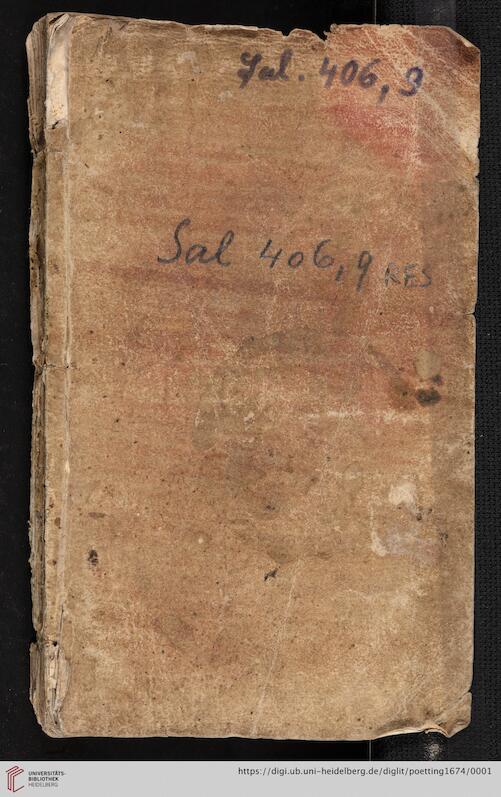 Sal. 406, 9
Sal 406, 9 RES
UNIVERSITÄTS-
BIBLIOTHEK
HEIDELBERG
https://digi.ub.uni-heidelberg.de/diglit/poetting1674/0001